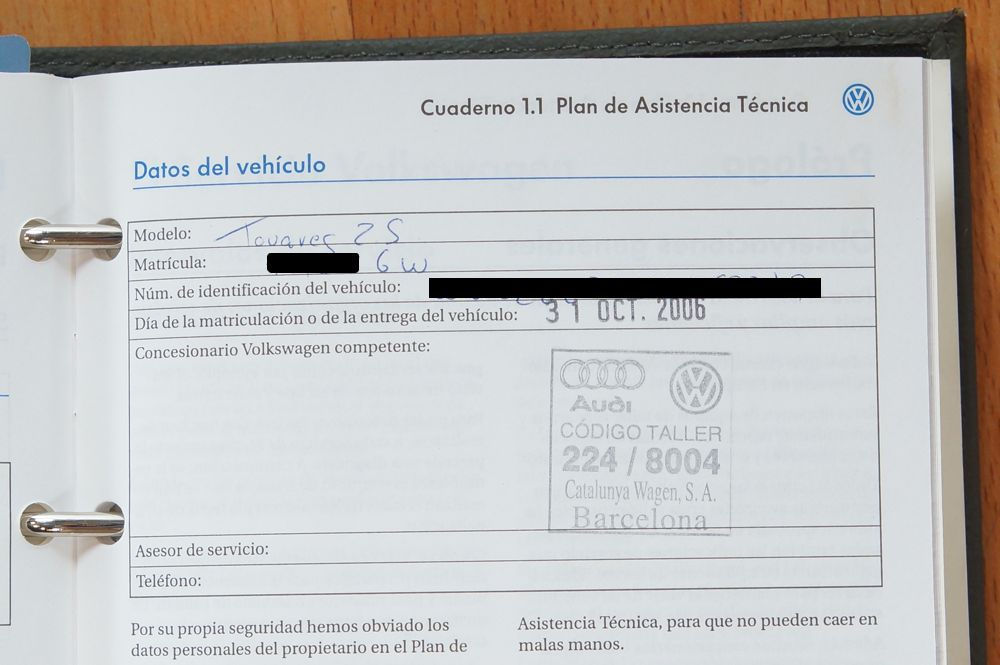 Cuaderno 1.1 Plan de Asistencia Técnica
Datos del vehículo
Modelo: Touareg 25
Matrícula: 6W
Núm. de identificación del vehículo:
Día de la matriculación o de la entrega del vehículo: 31 OCT. 2006
Concesionario Volkswagen competente:
Audi
CÓDIGO TALLER
224 / 8004
Catalunya Wagen, S. A.
Barcelona
Asesor de servicio:
Teléfono:
Por su propia seguridad hemos obviado los
datos personales del propietario en el Plan de
Asistencia Técnica, para que no pueden caer en
malas manos.